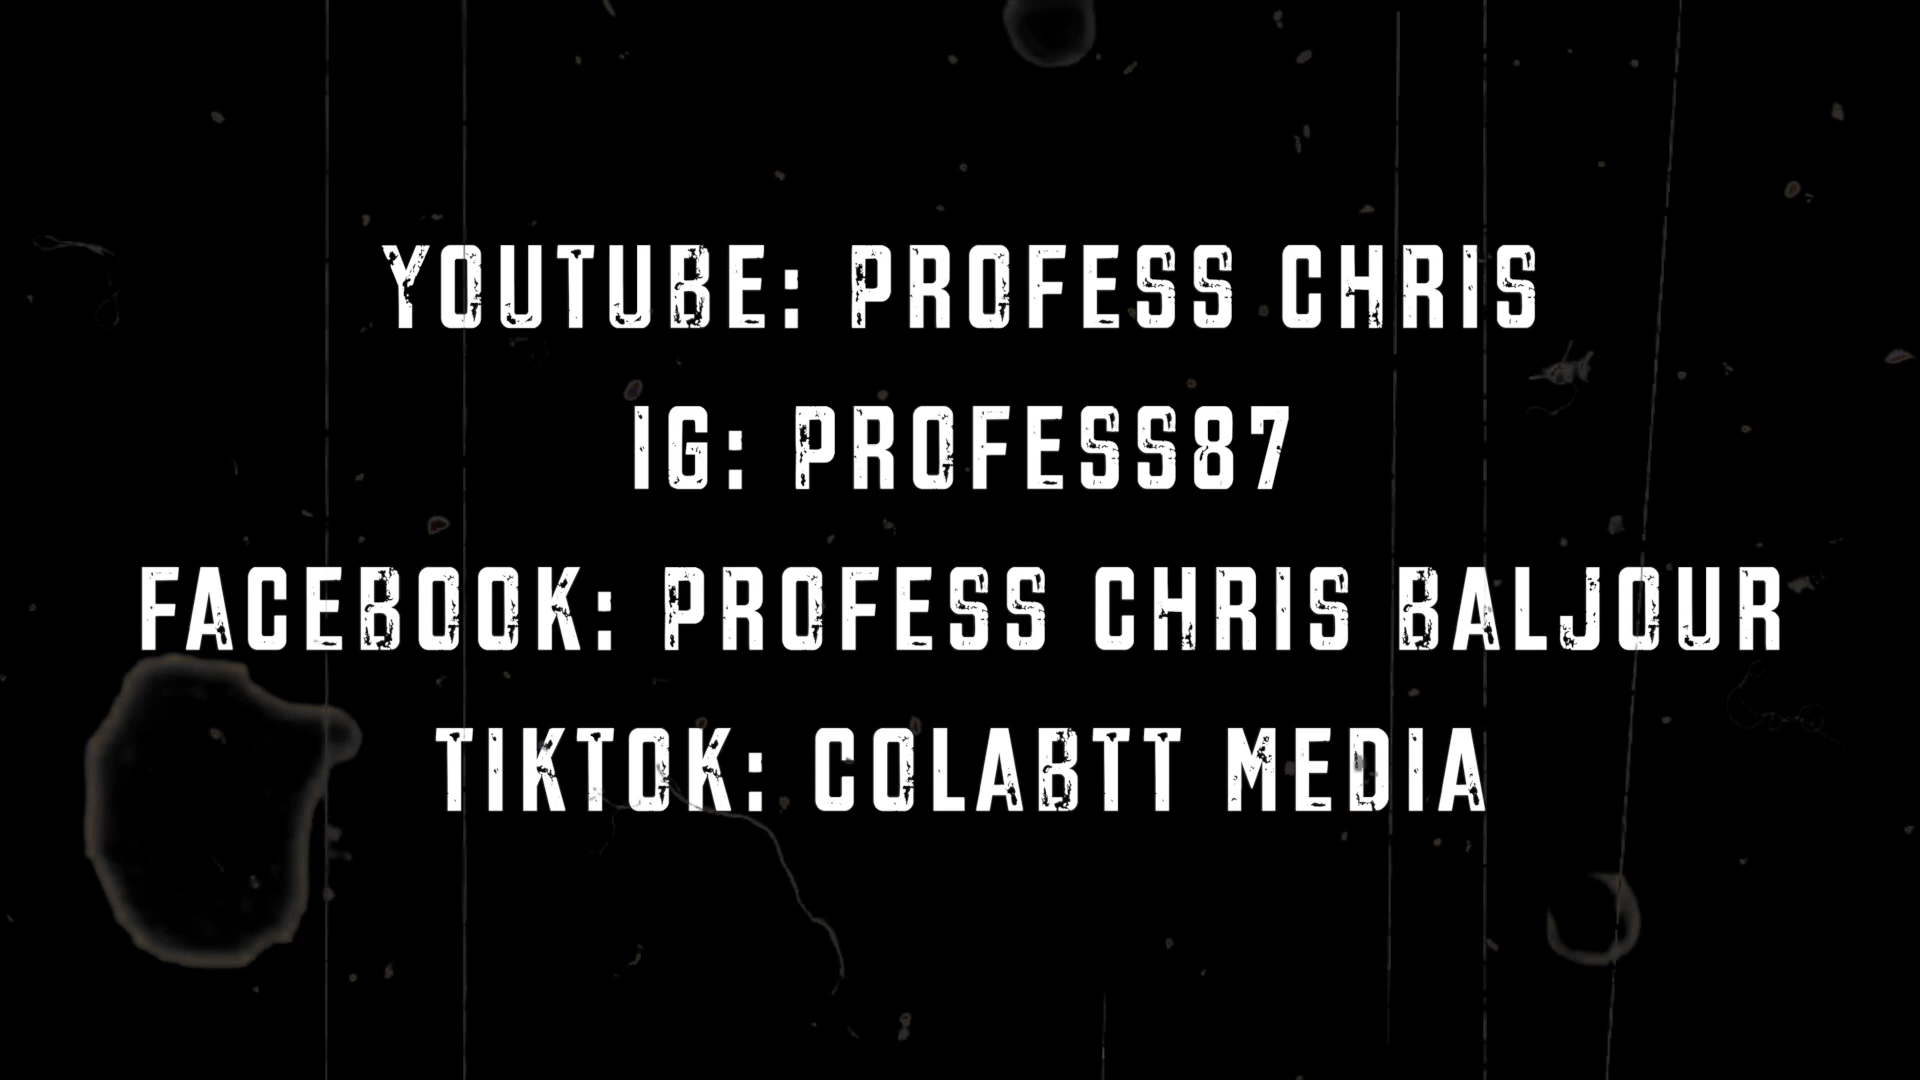 YOUTUBE: PROFESS CHRIS
IG: PROFESS87
FACEBOOK: PROFESS CHRIS BALJOUR
TIKTOK: COLABTT MEDIA